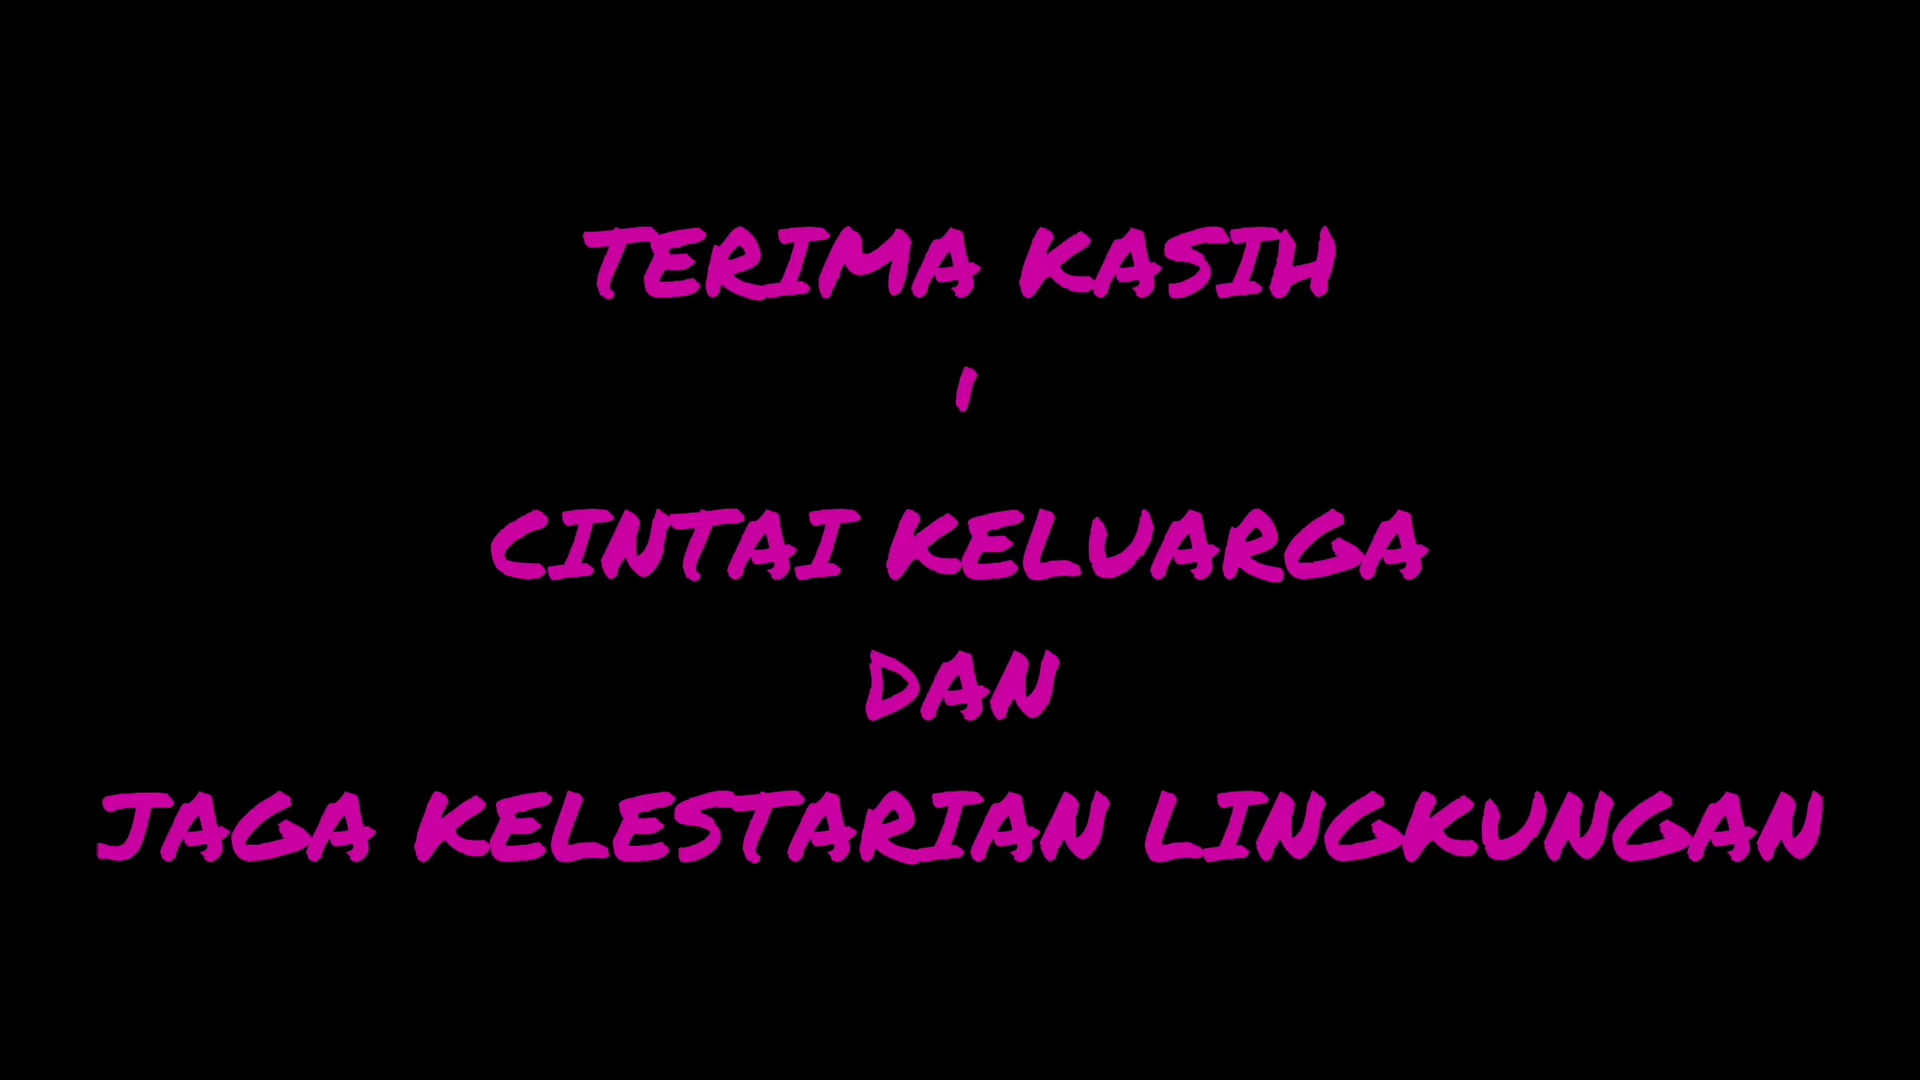 TERIMA KASIH
'
CINTAI KELUARGA
DAN
JAGA KELESTARIAN LINGKUNGAN